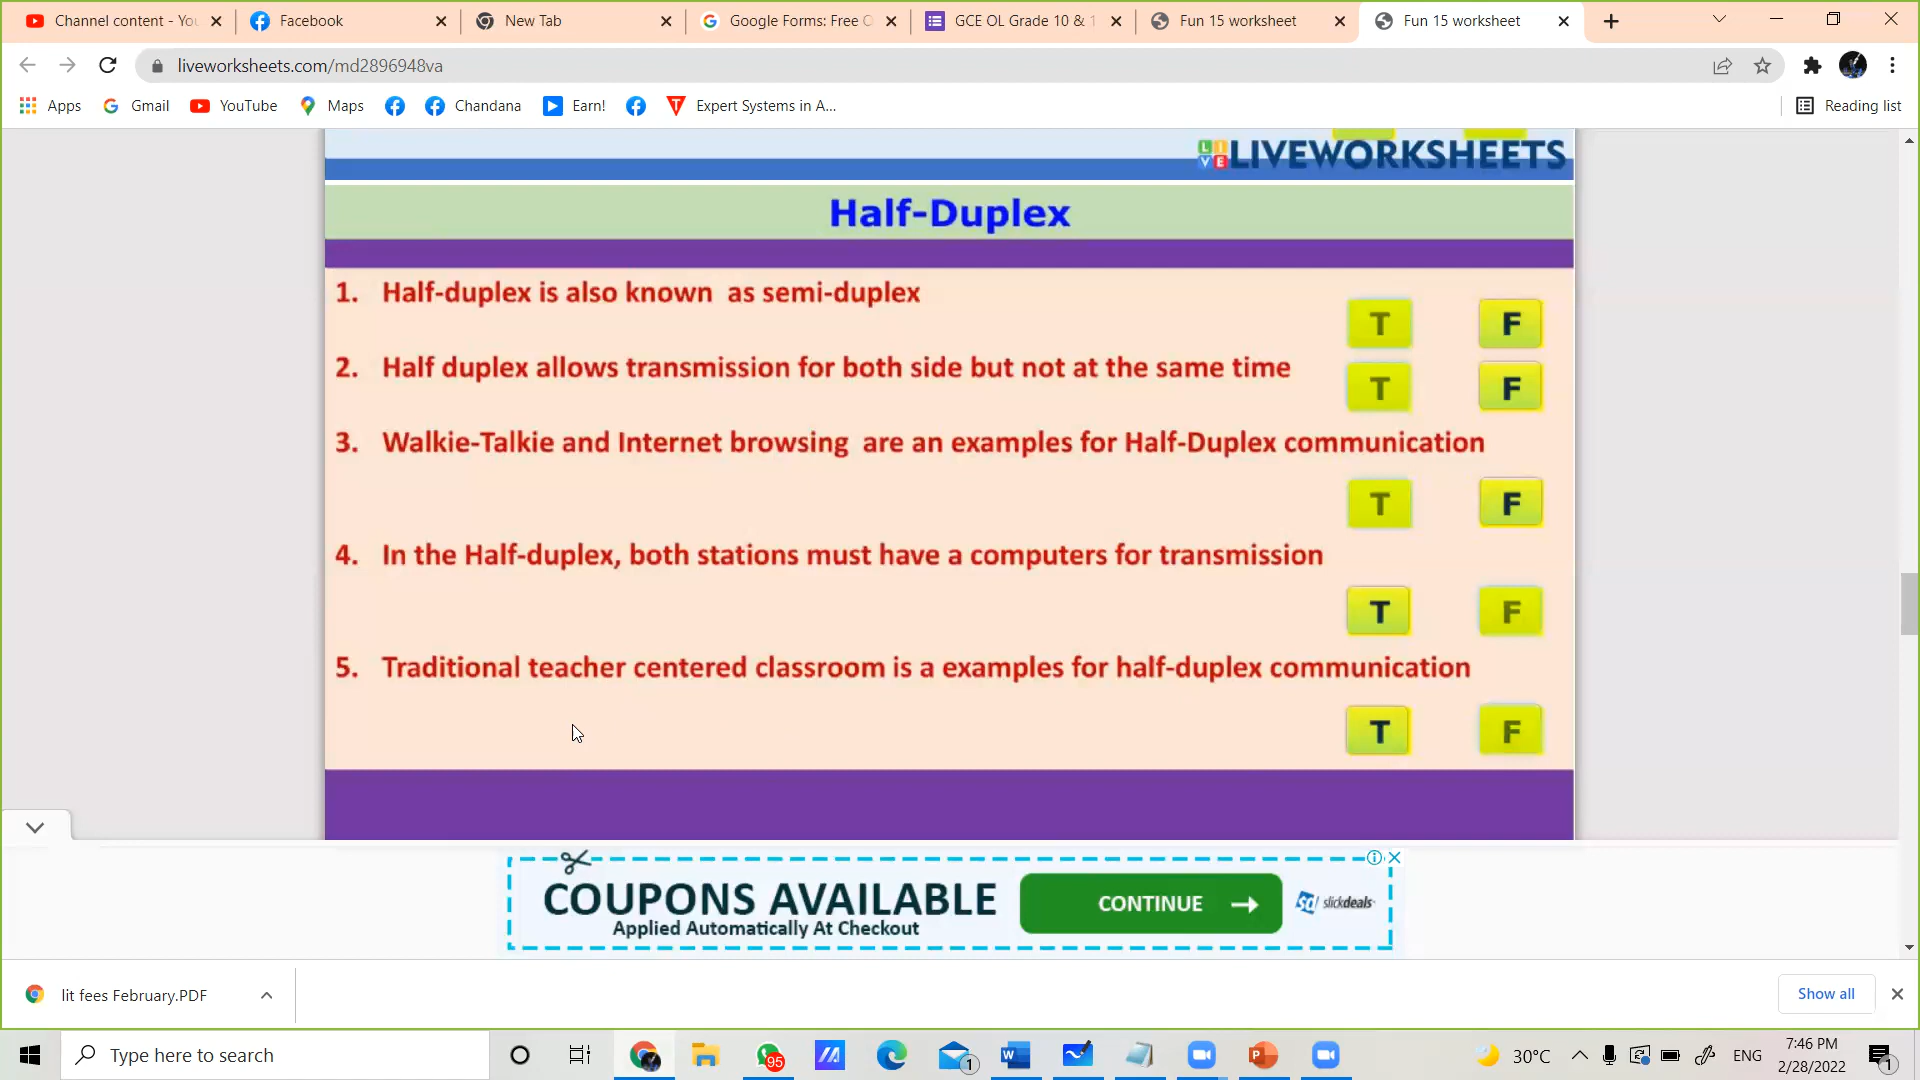 Channel content - You
Facebook
New Tab
Google Forms: Free O
GCE OL Grade 10 & 1
Fun 15 worksheet
Fun 15 worksheet
liveworksheets.com/md2896948va
Apps
Gmail
YouTube
Maps
Chandana
Earn!
Expert Systems in A...
Reading list
LIVE LIVEWORKSHEETS
Half-Duplex
1. Half-duplex is also known as semi-duplex
T F
2. Half duplex allows transmission for both side but not at the same time
T F
3. Walkie-Talkie and Internet browsing are an examples for Half-Duplex communication
T F
4. In the Half-duplex, both stations must have a computers for transmission
T F
5. Traditional teacher centered classroom is a examples for half-duplex communication
T F
COUPONS AVAILABLE
Applied Automatically At Checkout
CONTINUE
sd slickdeals
lit fees February.PDF
Show all
Type here to search
95
1
30°C
ENG
7:46 PM
2/28/2022
1